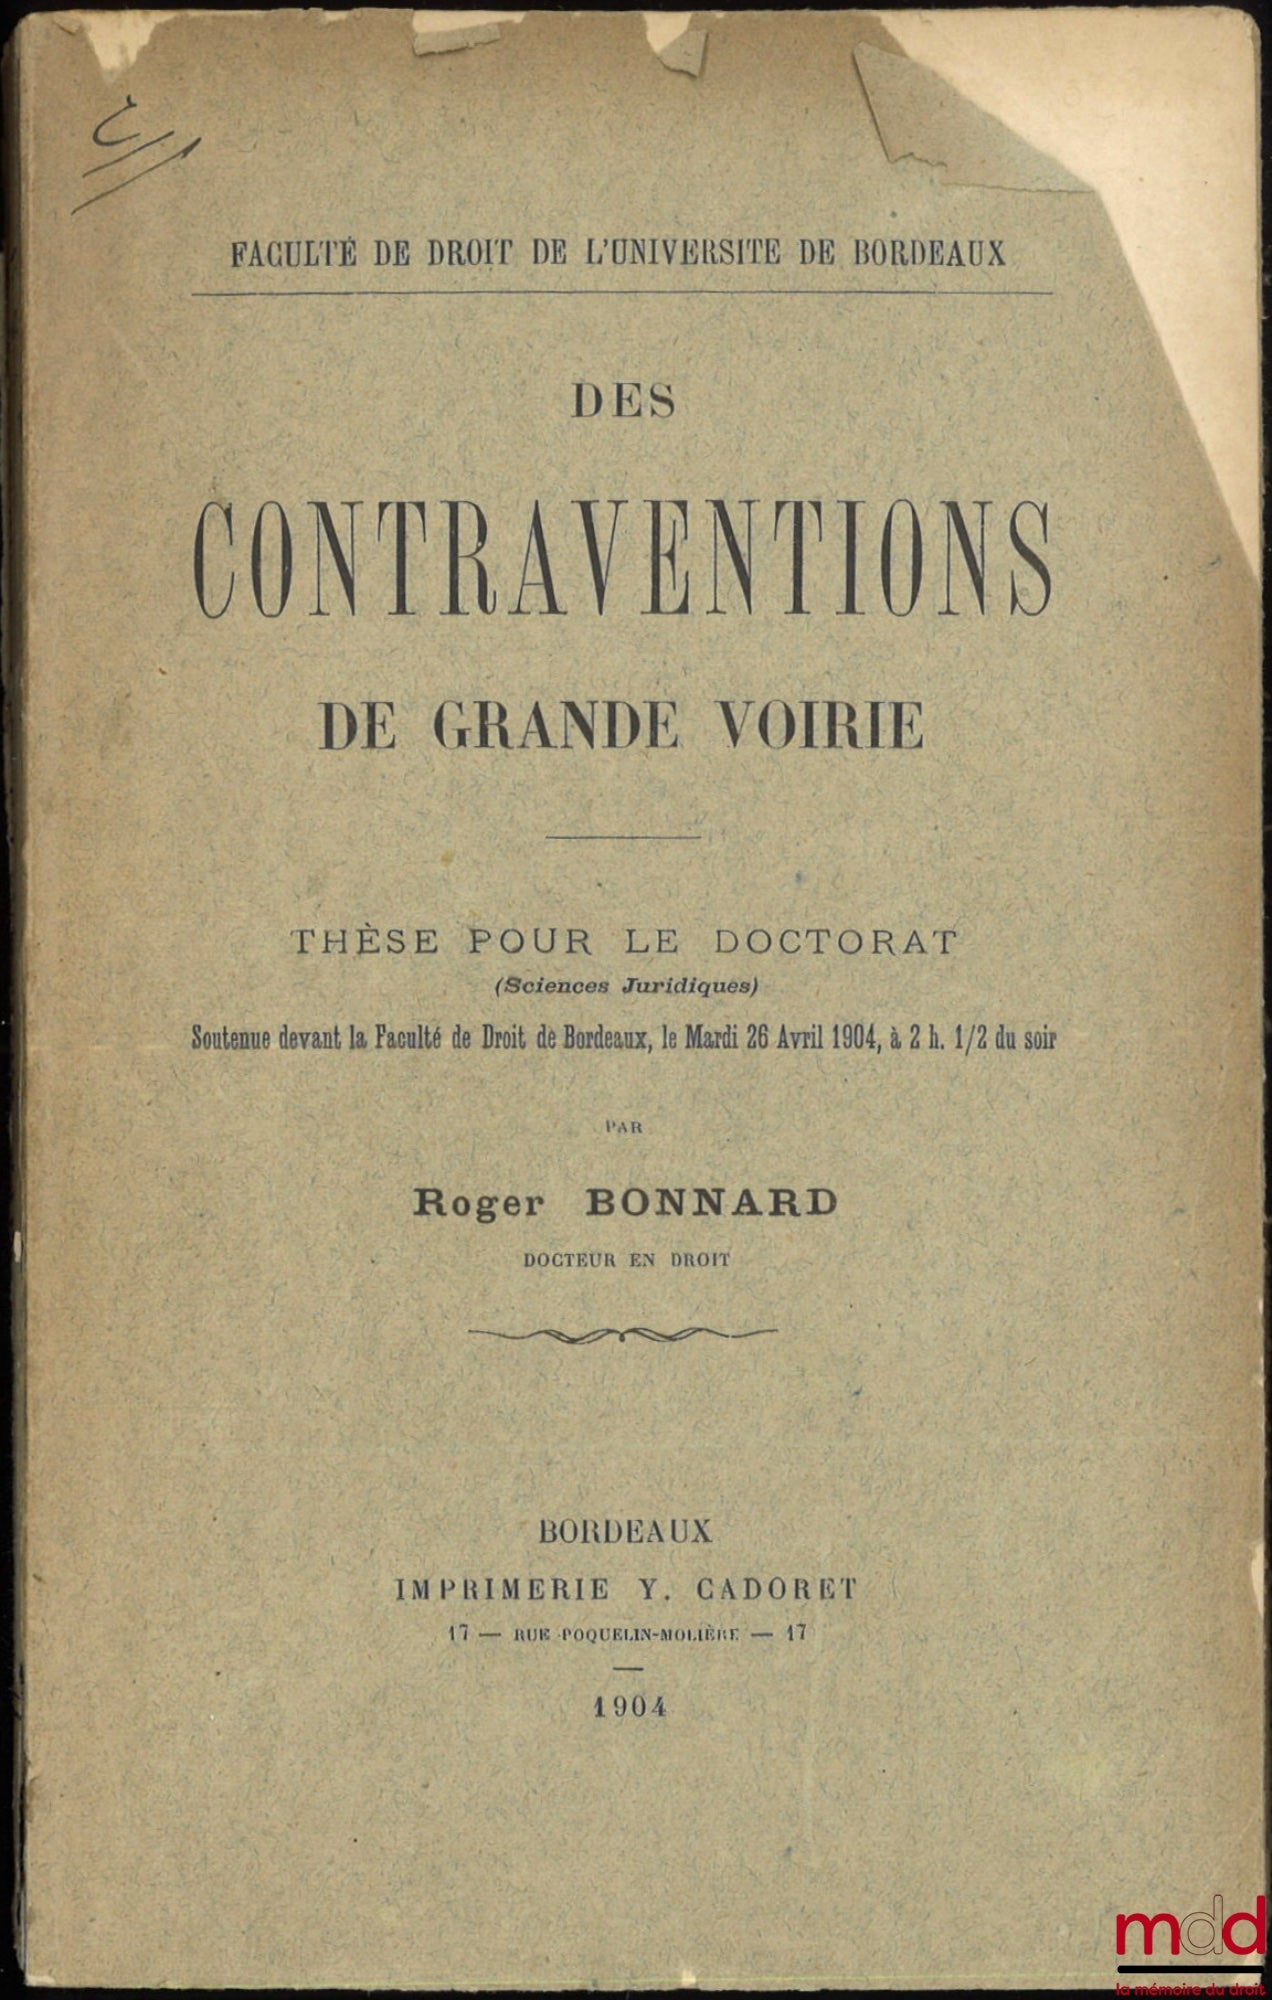 FACULTÉ DE DROIT DE L'UNIVERSITE DE BORDEAUX
DES
CONTRAVENTIONS
DE GRANDE VOIRIE
THÈSE POUR LE DOCTORAT
(Sciences Juridiques)
Soutenue devant la Faculté de Droit de Bordeaux, le Mardi 26 Avril 1904, à 2 h. 1/2 du soir
PAR
Roger BONNARD
DOCTEUR EN DROIT
BORDEAUX
IMPRIMERIE Y. CADORET
17 — RUE POQUELIN-MOLIÈRE — 17
1904
mdd
la mémoire du droit